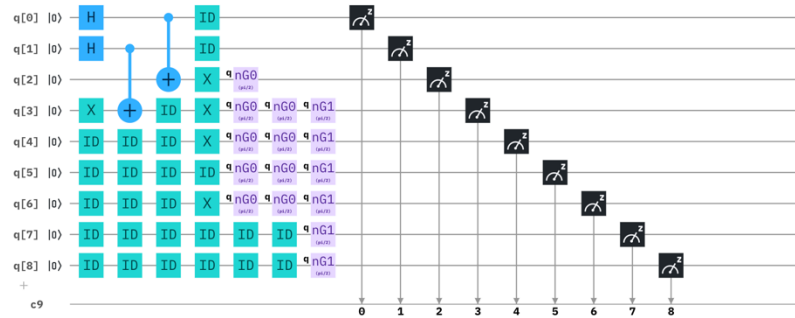 q[0] |0⟩ H ID z
q[1] |0⟩ H ID z
q[2] |0⟩ + X q nG0 (pi/2) z
q[3] |0⟩ X + ID X q nG0 (pi/2) q nG0 (pi/2) q nG1 (pi/2) z
q[4] |0⟩ ID ID ID X q nG0 (pi/2) q nG0 (pi/2) q nG1 (pi/2) z
q[5] |0⟩ ID ID ID ID q nG0 (pi/2) q nG0 (pi/2) q nG1 (pi/2) z
q[6] |0⟩ ID ID ID X q nG0 (pi/2) q nG0 (pi/2) q nG1 (pi/2) z
q[7] |0⟩ ID ID ID ID ID ID q nG1 (pi/2) z
q[8] |0⟩ ID ID ID ID ID ID q nG1 (pi/2) z
+
c9 0 1 2 3 4 5 6 7 8